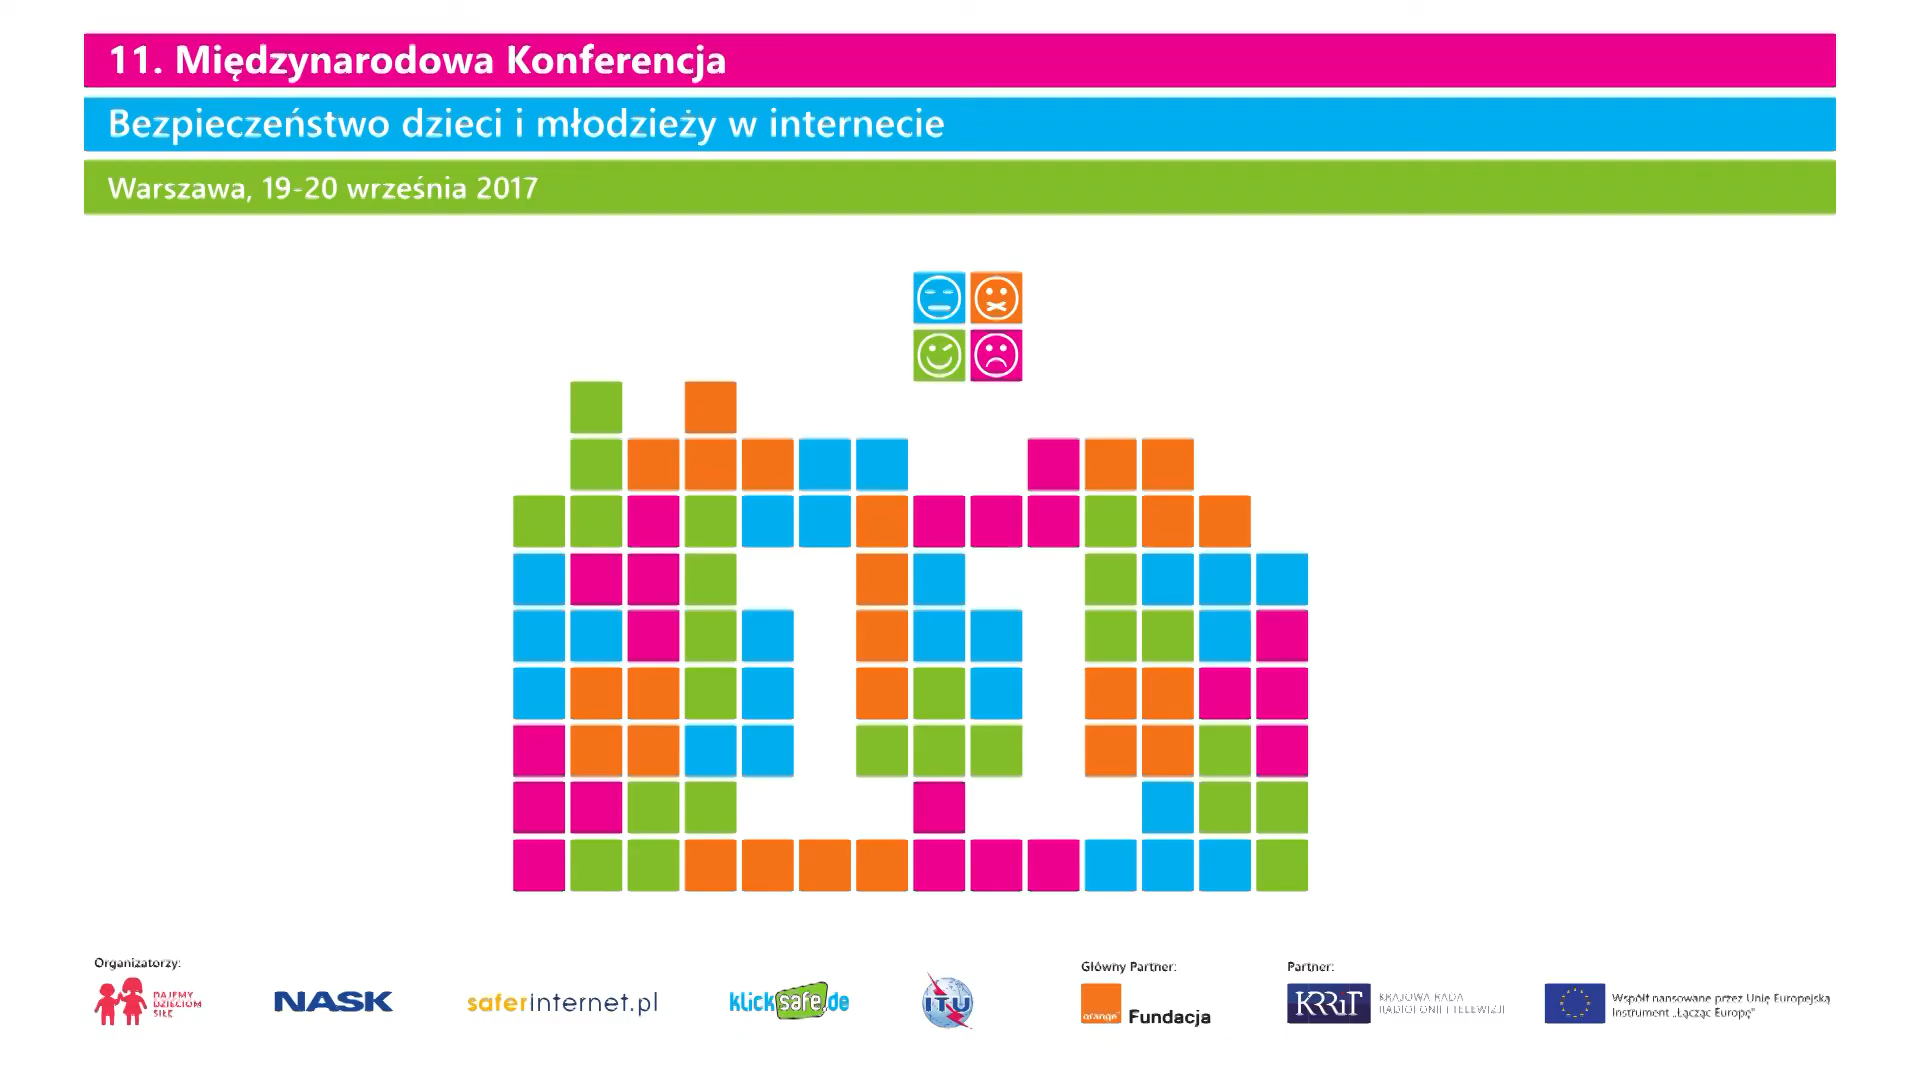 11. Międzynarodowa Konferencja
Bezpieczeństwo dzieci i młodzieży w internecie
Warszawa, 19-20 września 2017
Organizatorzy:
DAJEMY
DZIECIOM
SIŁĘ
NASK
saferinternet.pl
klicksafe.de
ITU
Główny Partner:
orange™
Fundacja
Partner:
KRRiT
KRAJOWA RADA
RADIOFONII I TELEWIZJI
Współfinansowane przez Unię Europejską
Instrument „Łącząc Europę”